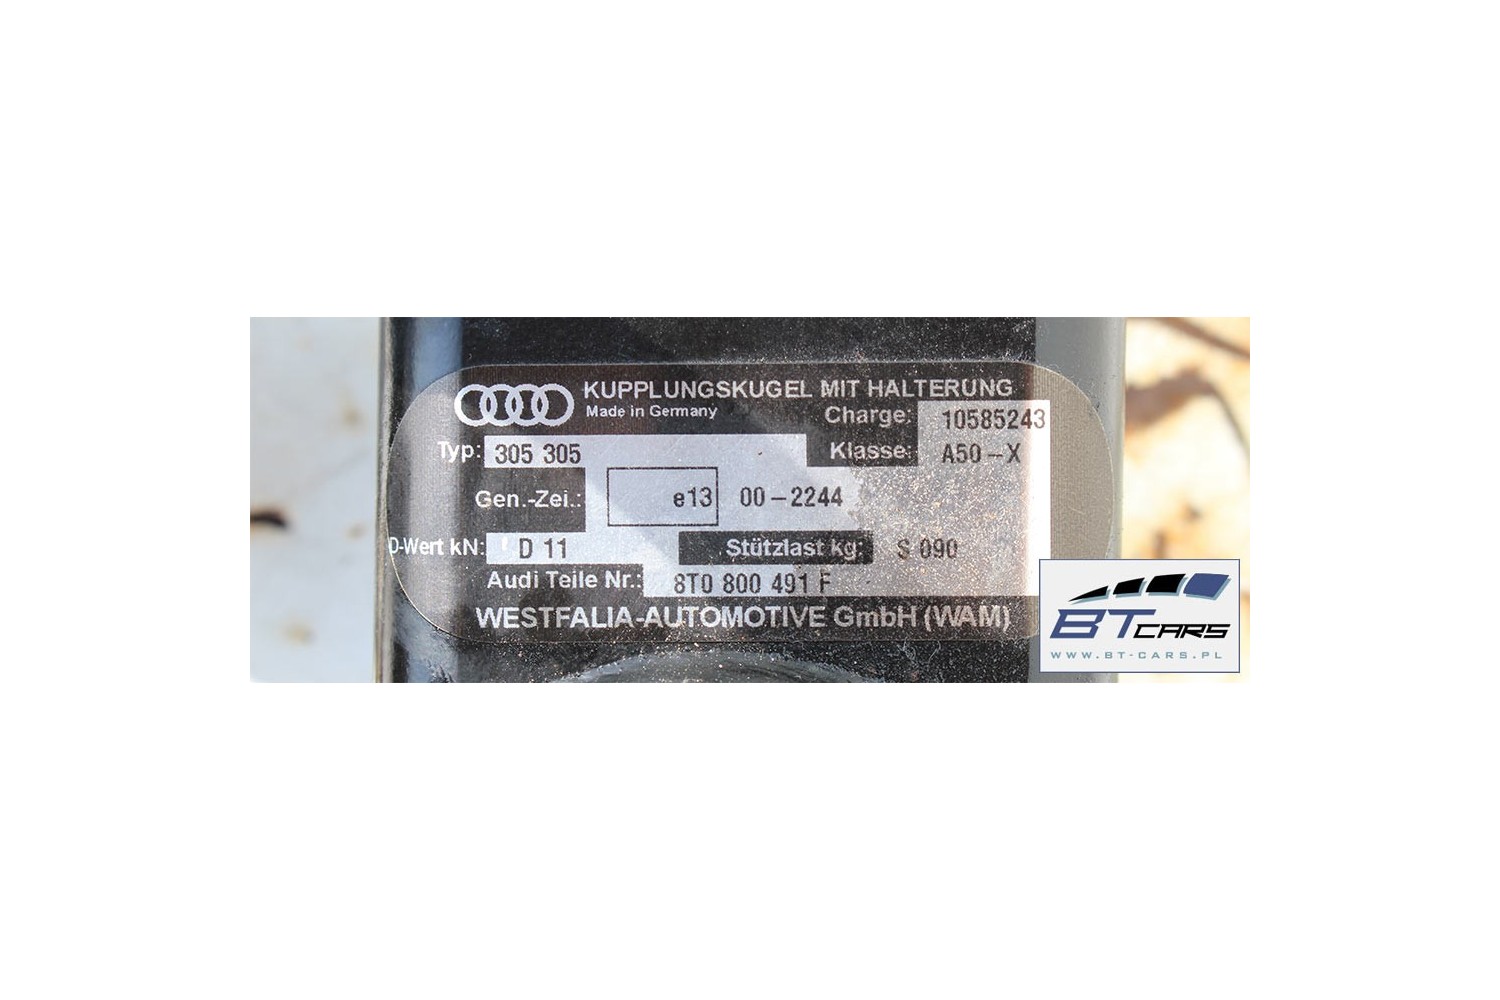 KUPPLUNGSKUGEL MIT HALTERUNG
Made in Germany
Charge: 10585243
Typ: 305 305
Klasse: A50-X
Gen.-Zei.: e13 00-2244
D-Wert kN: D 11 Stützlast kg: S 090
Audi Teile Nr.: 8T0 800 491 F
WESTFALIA-AUTOMOTIVE GmbH (WAM)
BT CARS
WWW.BT-CARS.PL